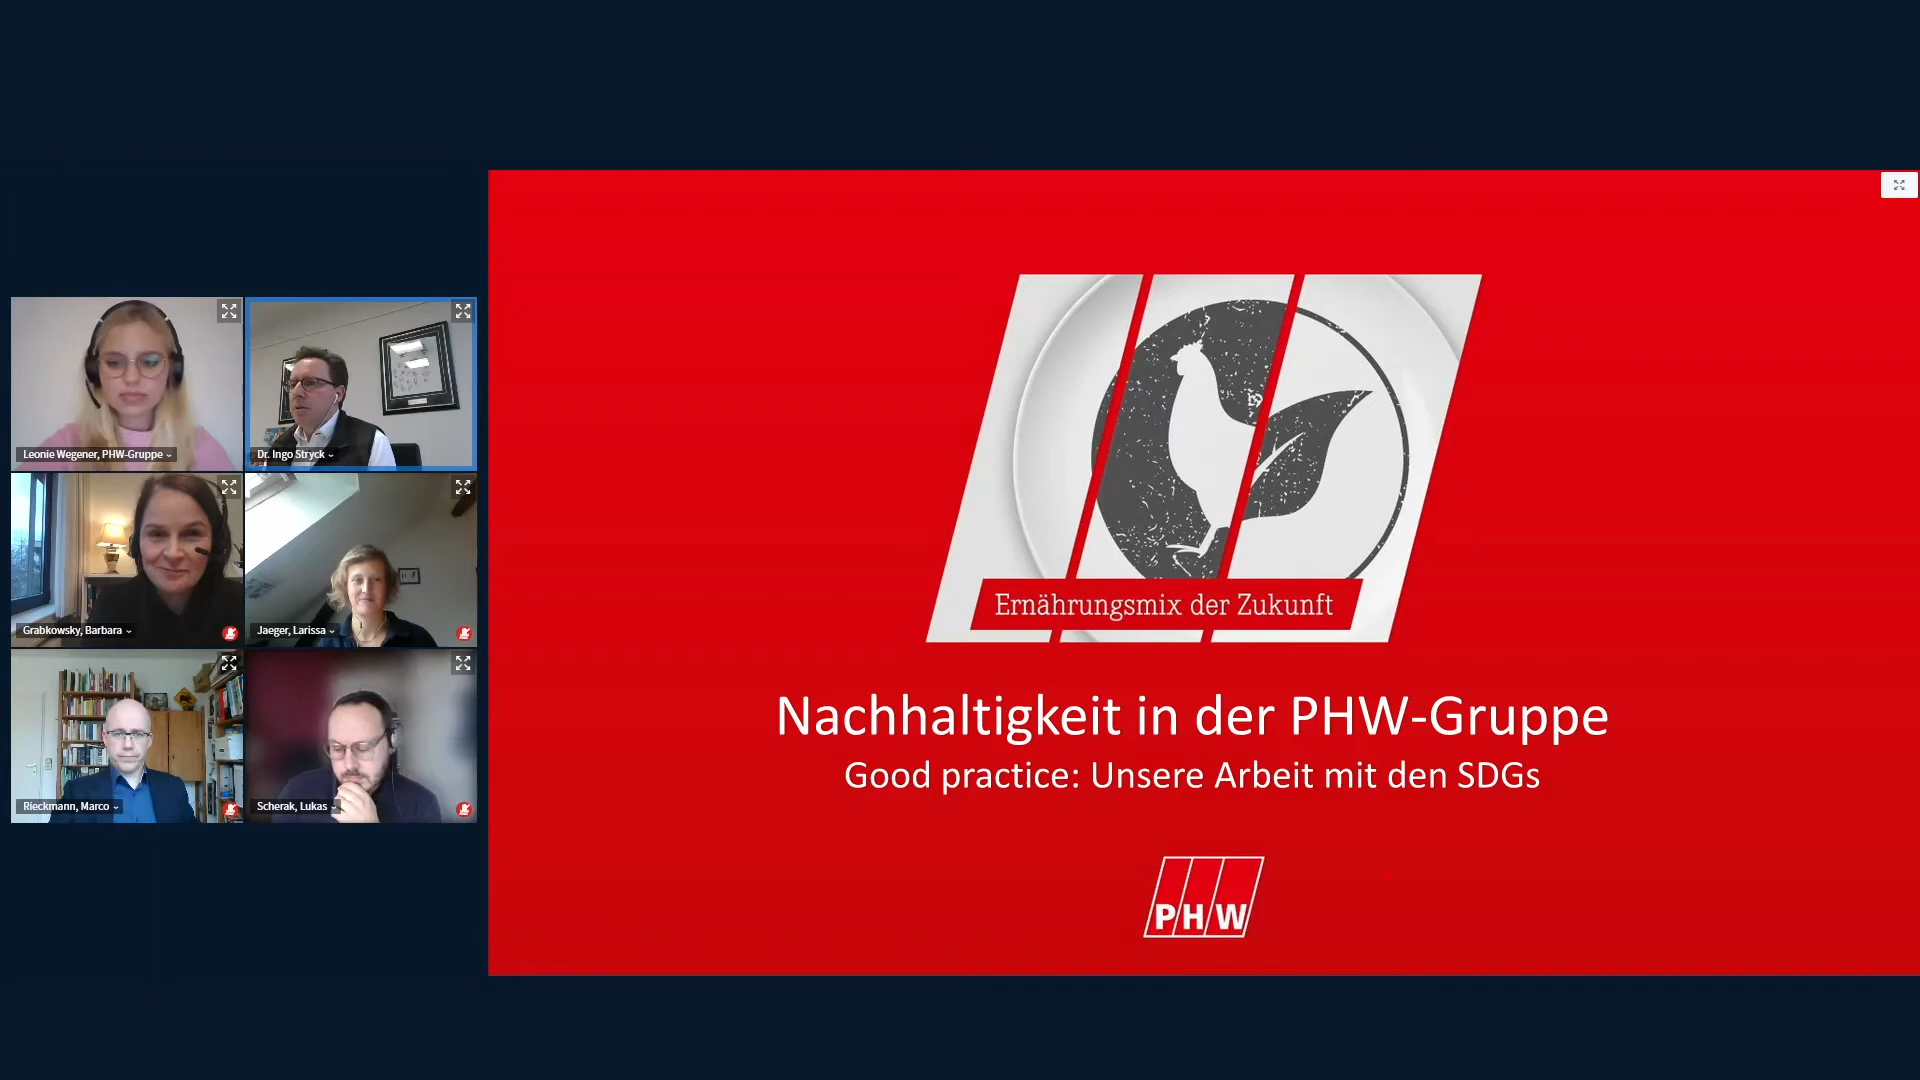 Leonie Wegener, PHW-Gruppe
Dr. Ingo Stryck
Grabkowsky, Barbara
Jaeger, Larissa
Rieckmann, Marco
Scherak, Lukas
Ernährungsmix der Zukunft
Nachhaltigkeit in der PHW-Gruppe
Good practice: Unsere Arbeit mit den SDGs
PHW